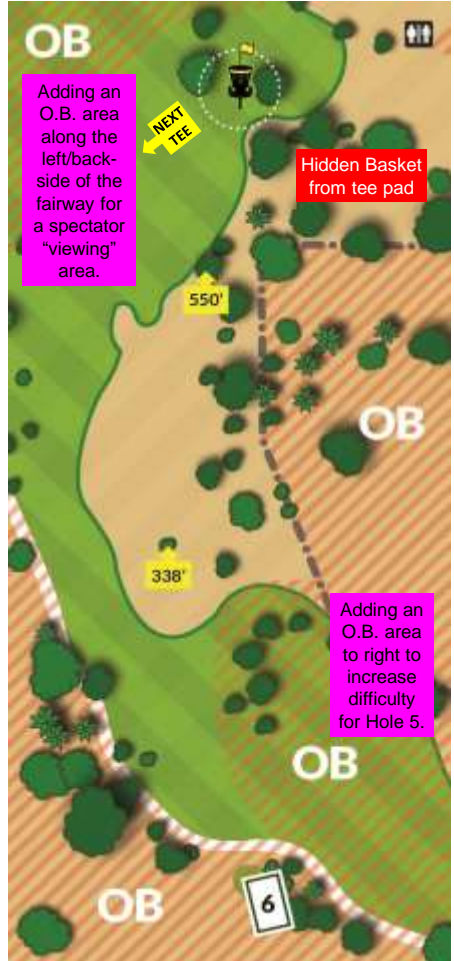 OB
Adding an
O.B. area
along the
left/back-
side of the
fairway for
a spectator
“viewing”
area.
NEXT
TEE
Hidden Basket
from tee pad
550'
OB
338'
Adding an
O.B. area
to right to
increase
difficulty
for Hole 5.
OB
OB
6